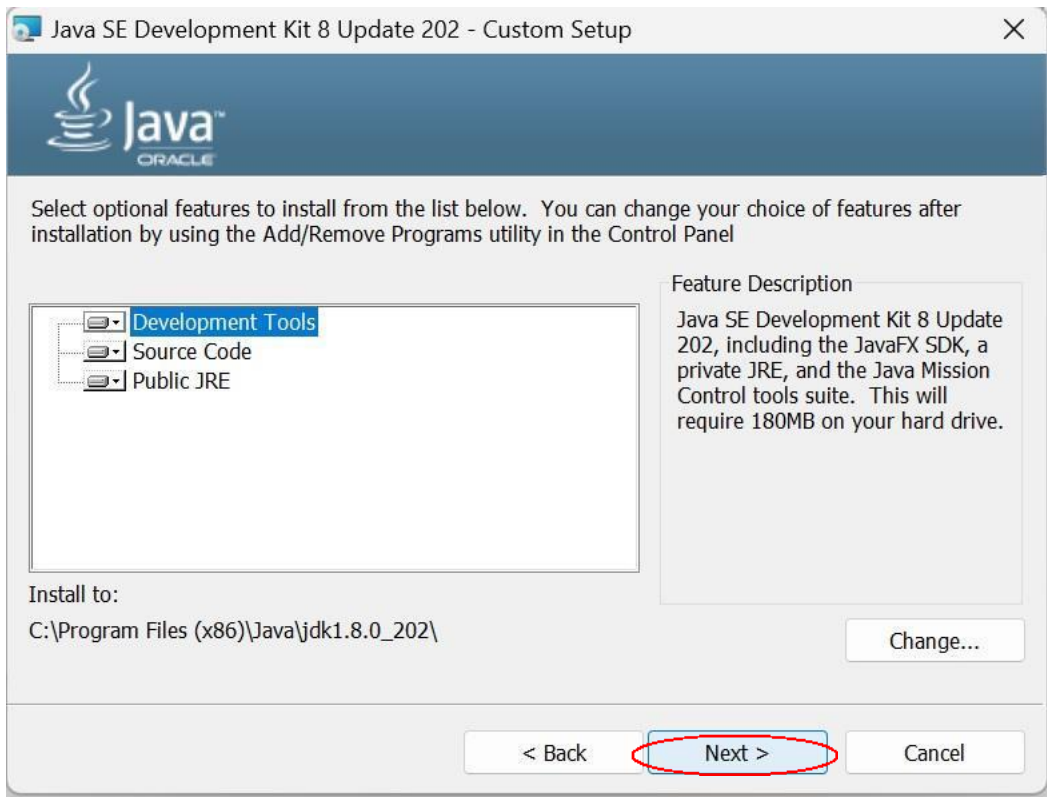 Java SE Development Kit 8 Update 202 - Custom Setup
Java™
ORACLE
Select optional features to install from the list below.  You can change your choice of features after
installation by using the Add/Remove Programs utility in the Control Panel
Development Tools
Source Code
Public JRE
Feature Description
Java SE Development Kit 8 Update
202, including the JavaFX SDK, a
private JRE, and the Java Mission
Control tools suite.  This will
require 180MB on your hard drive.
Install to:
C:\Program Files (x86)\Java\jdk1.8.0_202\
Change...
< Back
Next >
Cancel